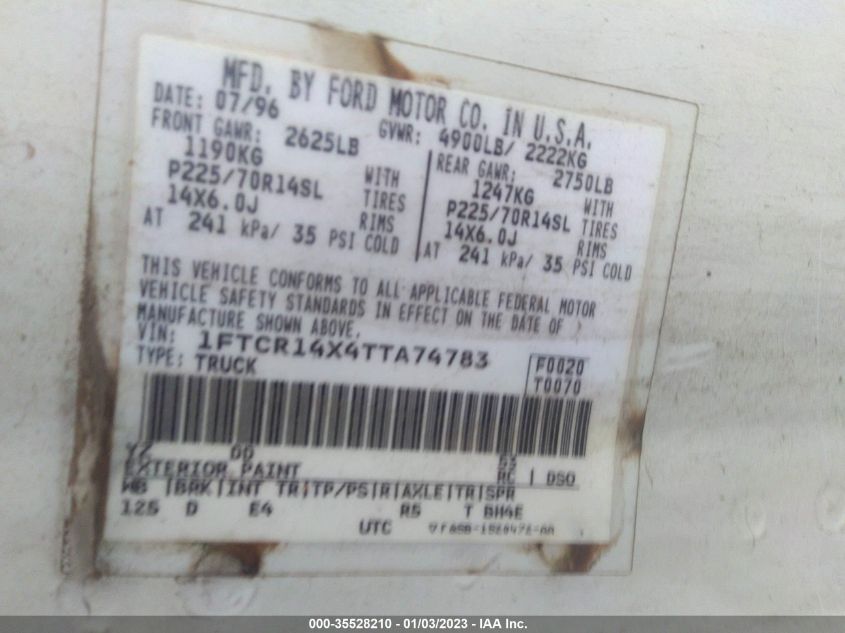 MFD. BY FORD MOTOR CO. IN U.S.A.
DATE: 07/96 GVWR: 4900LB/ 2222KG
FRONT GAWR: 2625LB REAR GAWR: 2750LB
1190KG WITH 1247KG WITH
P225/70R14SL TIRES P225/70R14SL TIRES
14X6.0J RIMS 14X6.0J RIMS
AT 241 kPa/ 35 PSI COLD AT 241 kPa/ 35 PSI COLD
THIS VEHICLE CONFORMS TO ALL APPLICABLE FEDERAL MOTOR
VEHICLE SAFETY STANDARDS IN EFFECT ON THE DATE OF
MANUFACTURE SHOWN ABOVE.
VIN: 1FTCR14X4TTA74783 F0020
TYPE: TRUCK T0070
EXTERIOR PAINT RC DSO
WB |BRK|INT TR|TP/PS|R|AXLE|TR|SPR
125 D E4 R5 T BH4E
UTC
000-35528210 - 01/03/2023 - IAA Inc.